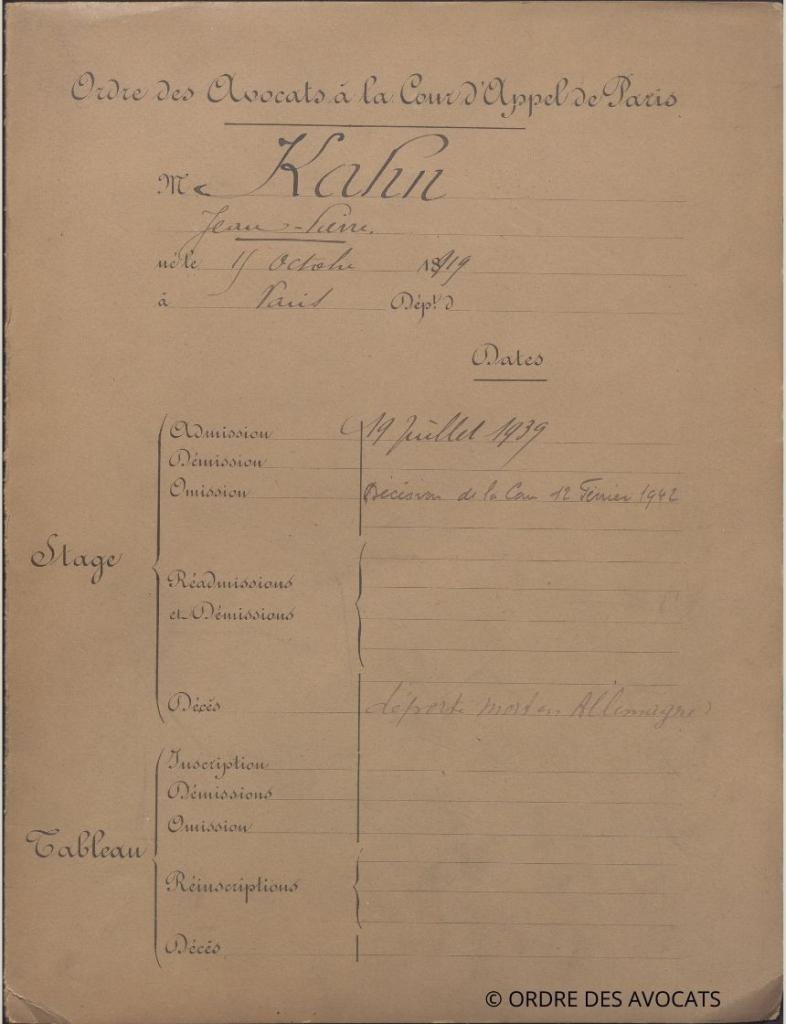 Ordre des Avocats à la Cour d'Appel de Paris
Me Kahn
Jean-Pierre.
né le 15 Octobre 1919
à Paris Dépt. d
Dates
Stage
Admission 19 Juillet 1939
Démission
Omission Décision de la Cour 12 Février 1942
Réadmissions
et Démissions
Décès déporté mort en Allemagne
Tableau
Inscription
Démissions
Omission
Réinscriptions
Décès
© ORDRE DES AVOCATS